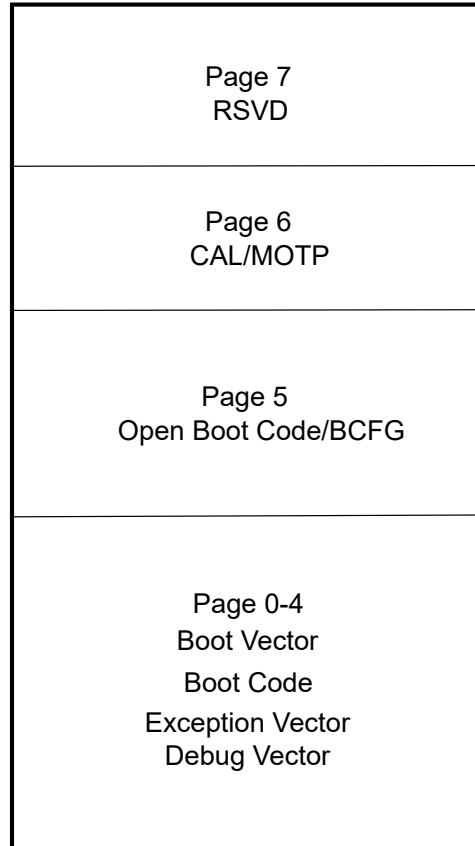 Page 7
RSVD
Page 6
CAL/MOTP
Page 5
Open Boot Code/BCFG
Page 0-4
Boot Vector
Boot Code
Exception Vector
Debug Vector